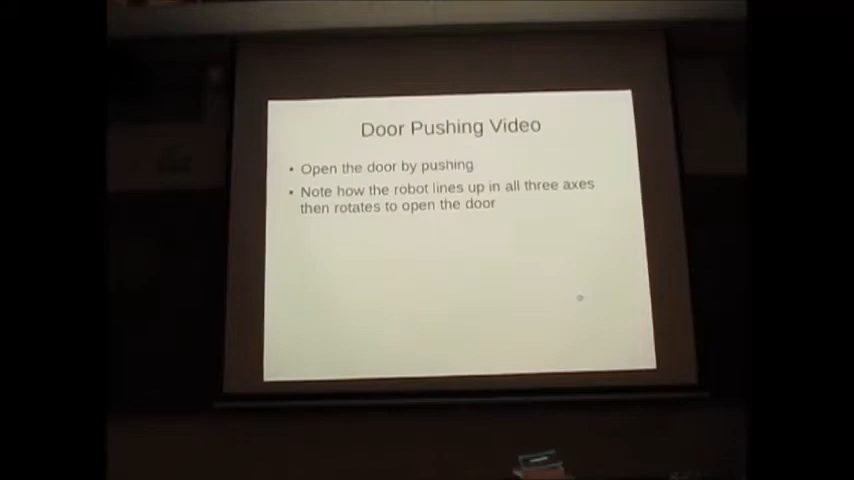 Door Pushing Video
• Open the door by pushing
• Note how the robot lines up in all three axes
then rotates to open the door